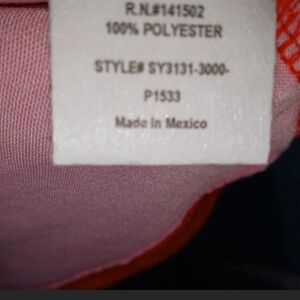 R.N.#141502
100% POLYESTER
STYLE# SY3131-3000-
P1533
Made In Mexico